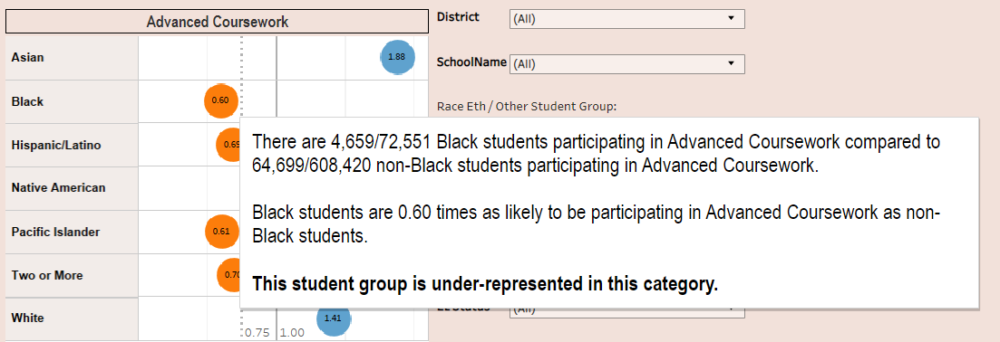 Advanced Coursework
District
(All)
Asian
1.88
SchoolName
(All)
Black
0.60
Race Eth / Other Student Group:
Hispanic/Latino
0.69
There are 4,659/72,551 Black students participating in Advanced Coursework compared to
64,699/608,420 non-Black students participating in Advanced Coursework.
Native American
Black students are 0.60 times as likely to be participating in Advanced Coursework as non-
Black students.
Pacific Islander
0.61
Two or More
0.70
This student group is under-represented in this category.
White
1.41
(All)
0.75
1.00